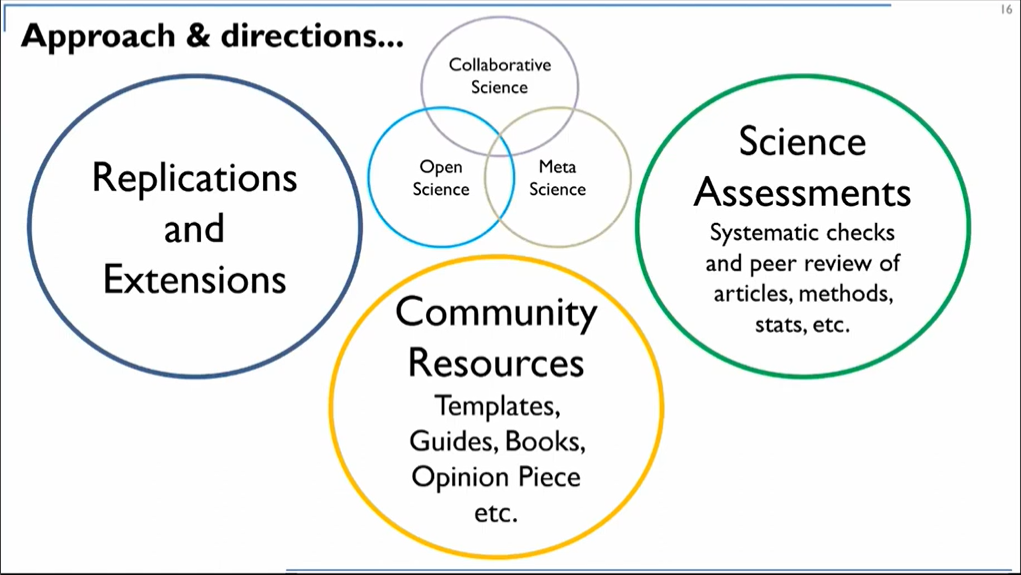 16
Approach & directions...
Collaborative
Science
Open
Science
Meta
Science
Replications
and
Extensions
Science
Assessments
Systematic checks
and peer review of
articles, methods,
stats, etc.
Community
Resources
Templates,
Guides, Books,
Opinion Piece
etc.